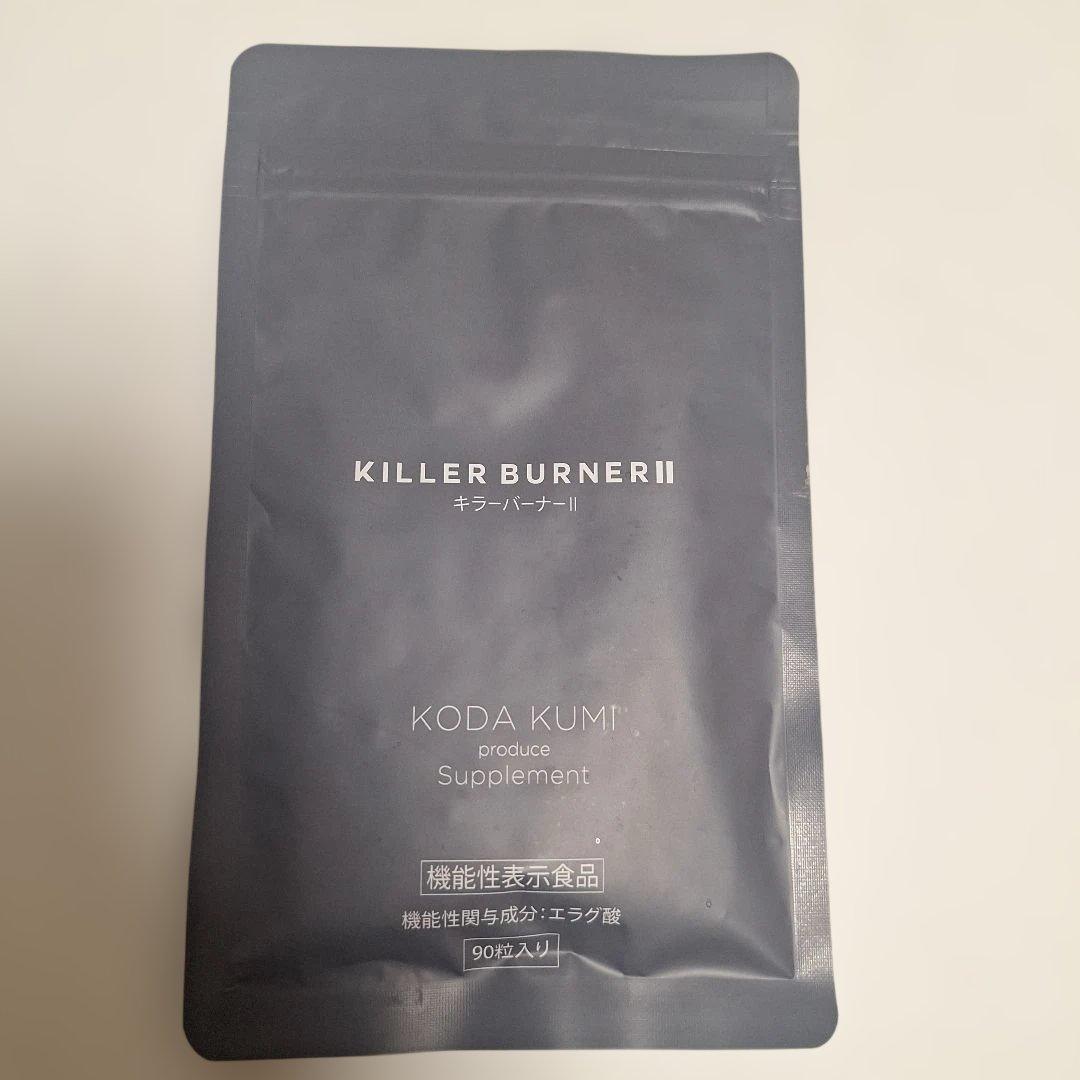 KILLER BURNERⅡ
キラーバーナーⅡ
KODA KUMI
produce
Supplement
機能性表示食品
機能性関与成分：エラグ酸
90粒入り